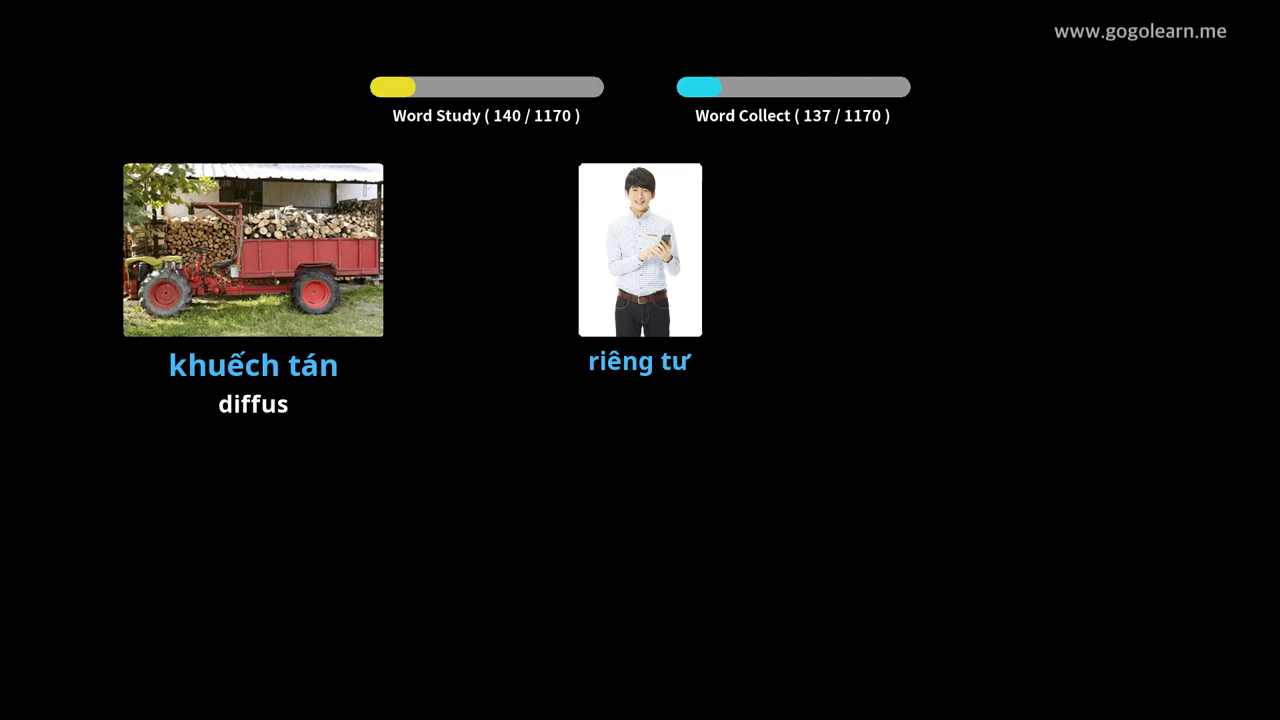 www.gogolearn.me
Word Study ( 140 / 1170 )
Word Collect ( 137 / 1170 )
khuếch tán
diffus
riêng tư